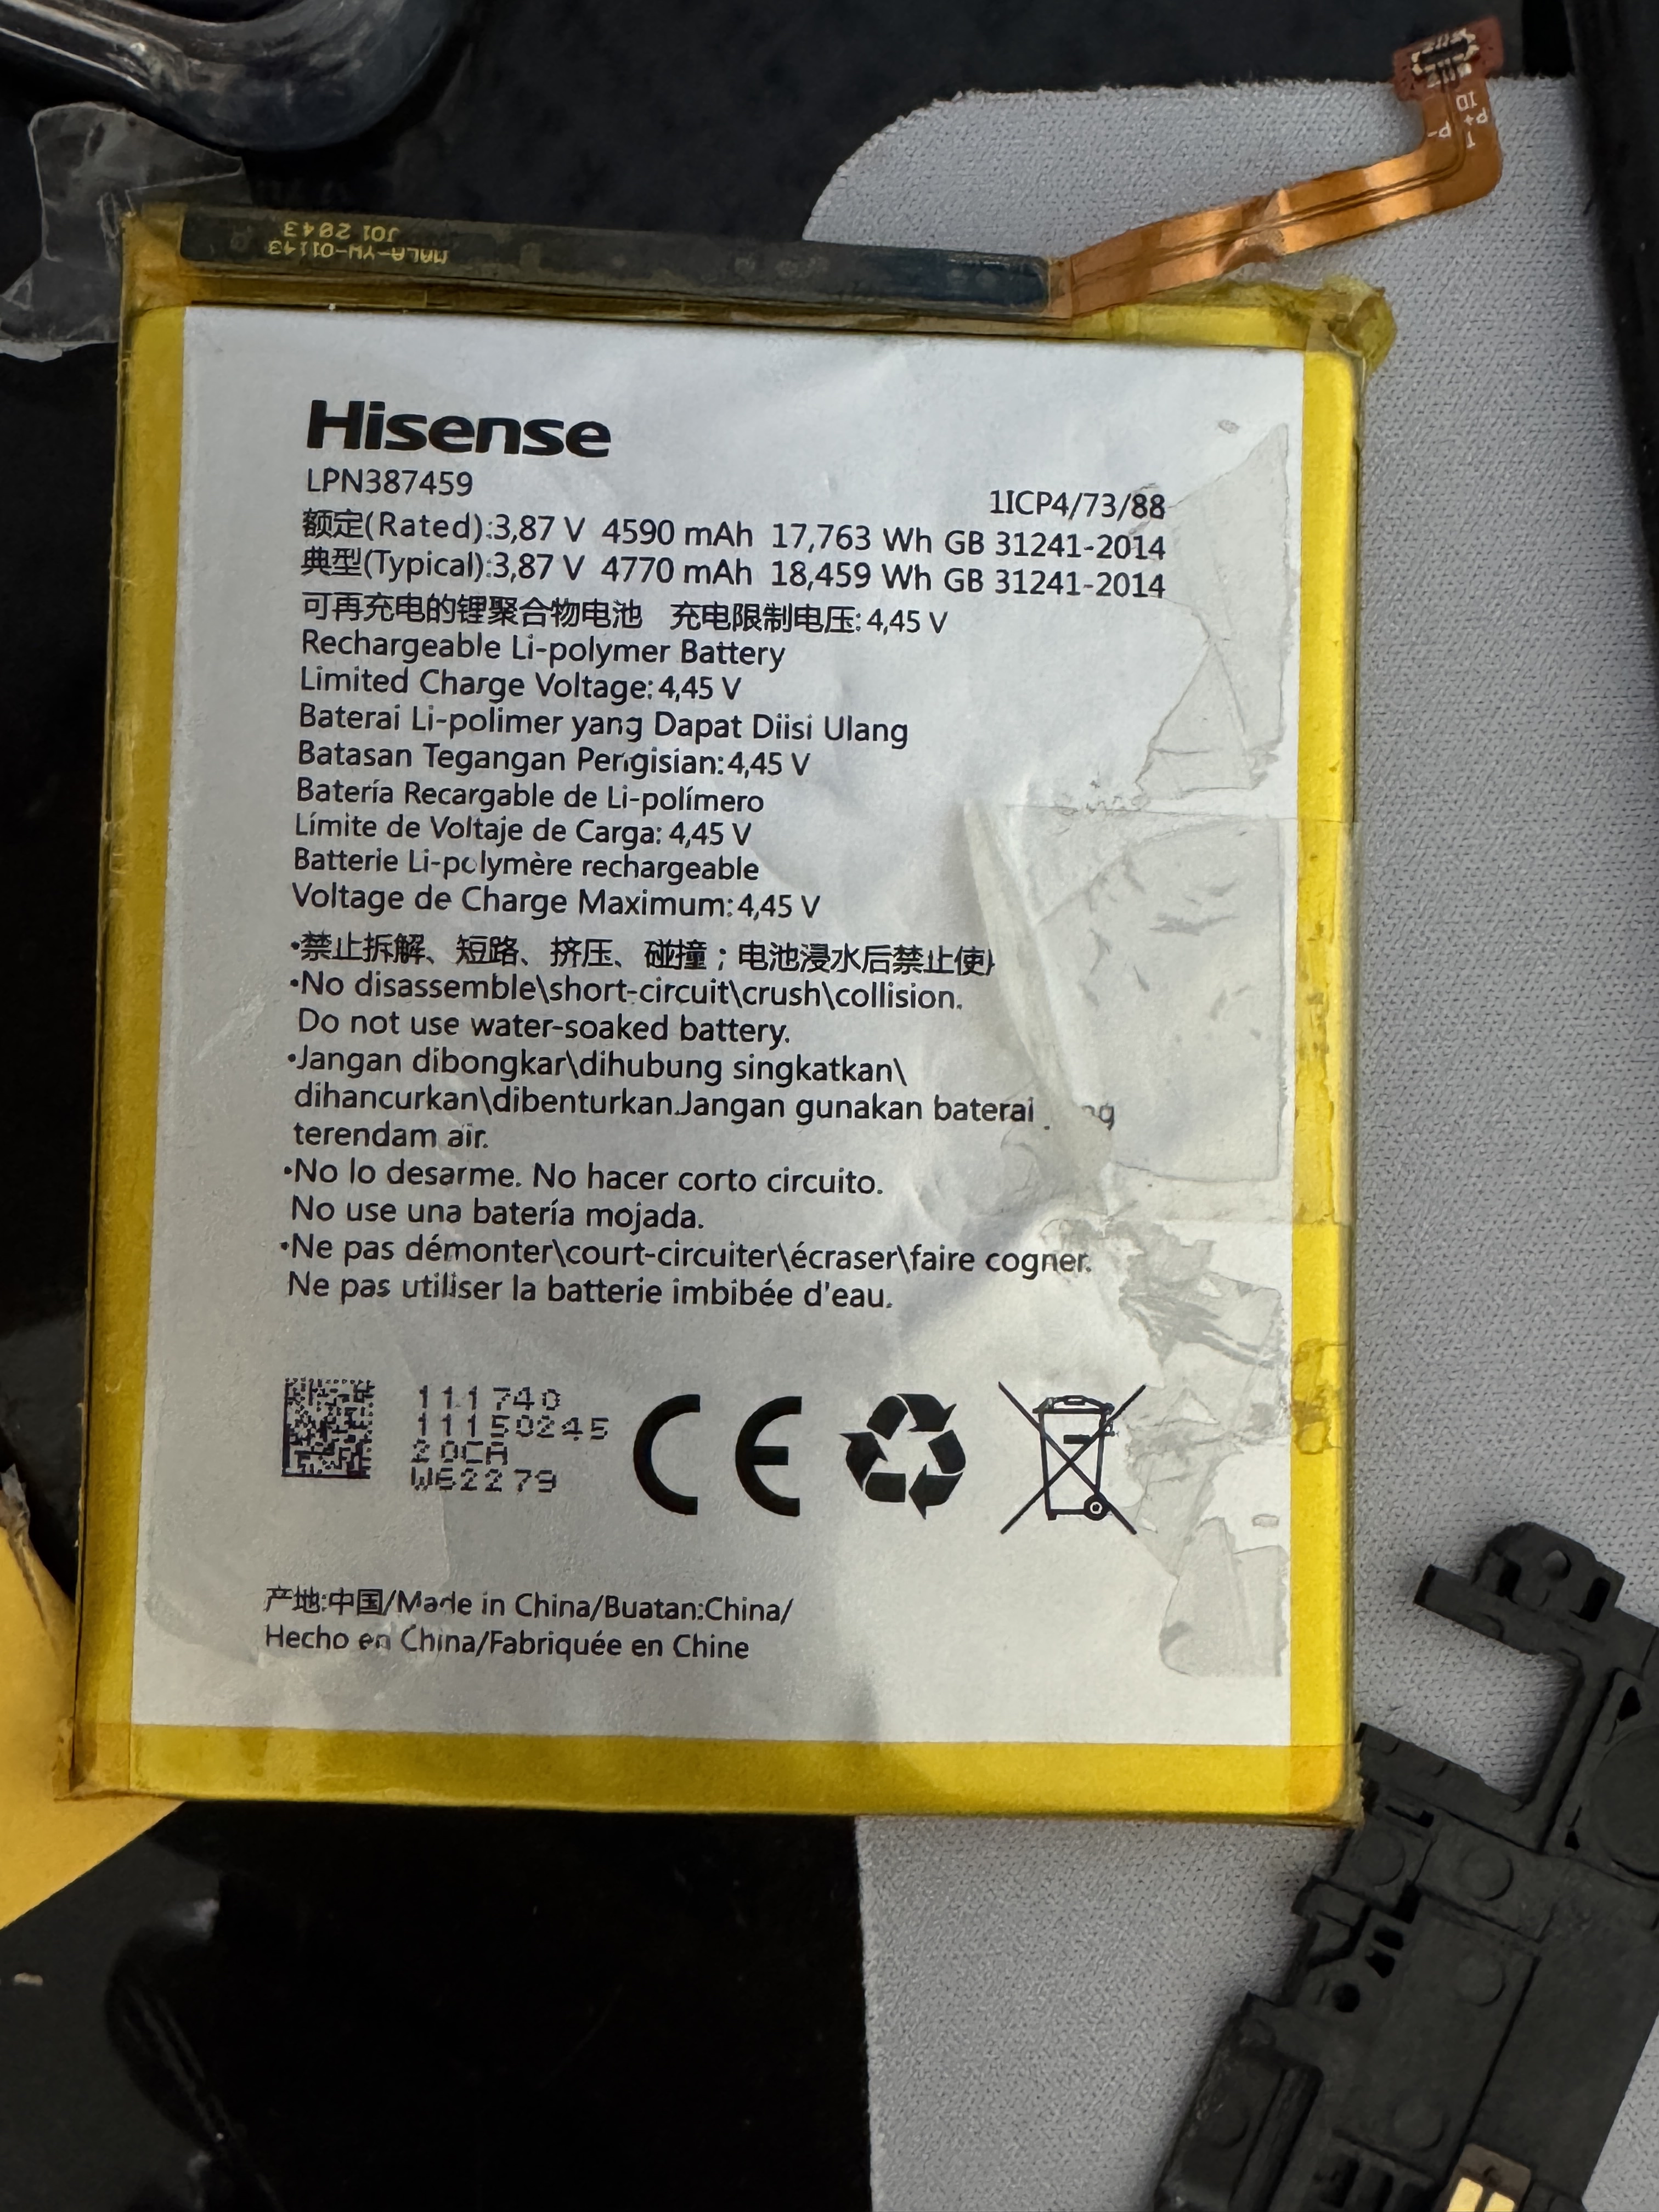 ID
P+ T
P-
MALA-YW-01143
J01 2043
Hisense
LPN387459
1ICP4/73/88
额定(Rated):3,87 V 4590 mAh 17,763 Wh GB 31241-2014
典型(Typical):3,87 V 4770 mAh 18,459 Wh GB 31241-2014
可再充电的锂聚合物电池 充电限制电压:4,45 V
Rechargeable Li-polymer Battery
Limited Charge Voltage:4,45 V
Baterai Li-polimer yang Dapat Diisi Ulang
Batasan Tegangan Pengisian:4,45 V
Batería Recargable de Li-polímero
Límite de Voltaje de Carga: 4,45 V
Batterie Li-polymère rechargeable
Voltage de Charge Maximum:4,45 V
•禁止拆解、短路、挤压、碰撞；电池浸水后禁止使
•No disassemble\short-circuit\crush\collision.
Do not use water-soaked battery.
•Jangan dibongkar\dihubung singkatkan\
dihancurkan\dibenturkan.Jangan gunakan baterai
terendam air.
•No lo desarme. No hacer corto circuito.
No use una batería mojada.
•Ne pas démonter\court-circuiter\écraser\faire cogner.
Ne pas utiliser la batterie imbibée d'eau.
111740
11150245
20CA
W62279
CE
产地:中国/Made in China/Buatan:China/
Hecho en China/Fabriquée en Chine